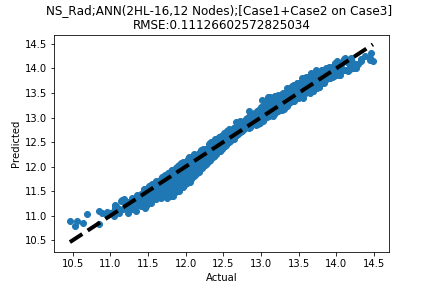 NS_Rad;ANN(2HL-16,12 Nodes);[Case1+Case2 on Case3]
RMSE:0.11126602572825034
14.5
14.0
13.5
13.0
12.5
12.0
11.5
11.0
10.5
Predicted
10.5 11.0 11.5 12.0 12.5 13.0 13.5 14.0 14.5
Actual